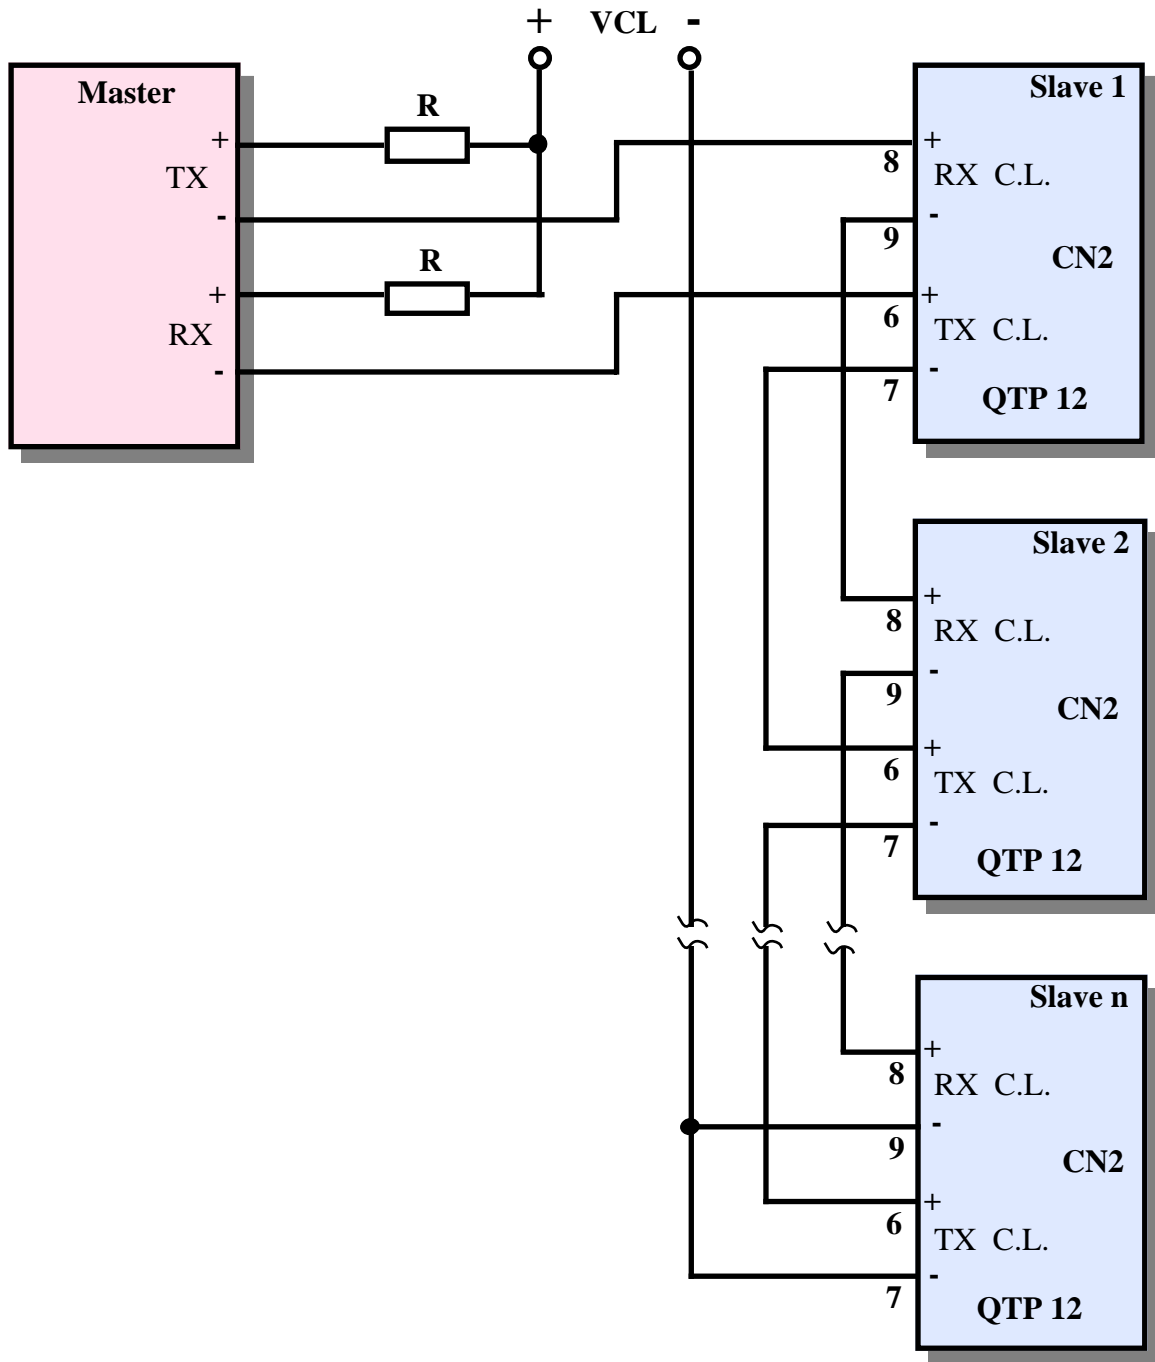 + VCL -
Master
R
+
TX
-
R
+
RX
-
Slave 1
8 +
RX C.L.
9 -
CN2
6 +
TX C.L.
7 -
QTP 12
Slave 2
8 +
RX C.L.
9 -
CN2
6 +
TX C.L.
7 -
QTP 12
Slave n
8 +
RX C.L.
9 -
CN2
6 +
TX C.L.
7 -
QTP 12